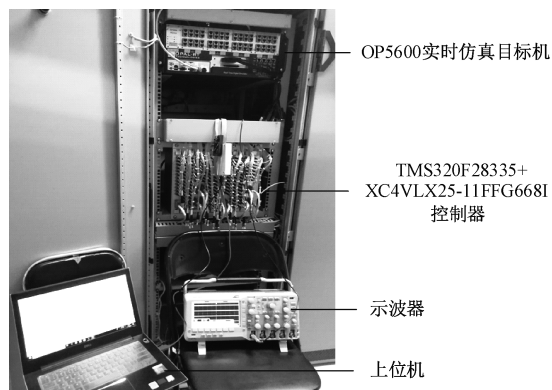 OP5600实时仿真目标机
TMS320F28335+
XC4VLX25-11FFG668I
控制器
示波器
上位机